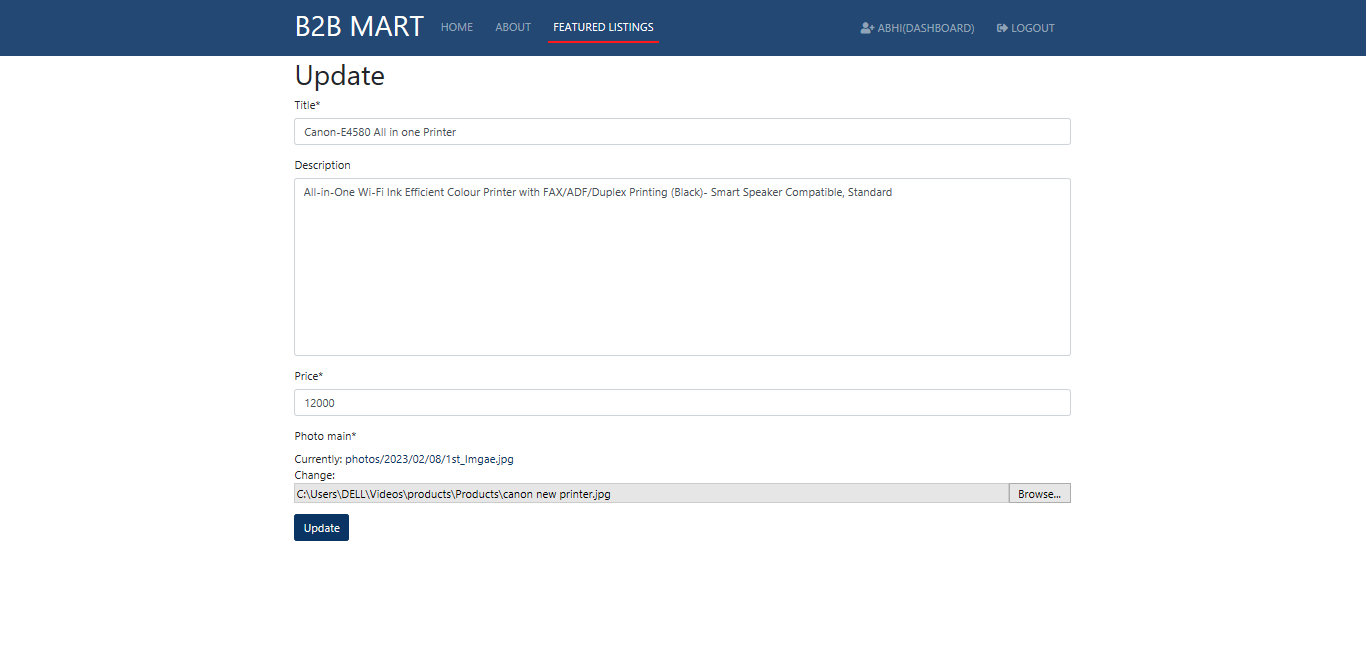 B2B MART HOME ABOUT FEATURED LISTINGS ABHI(DASHBOARD) LOGOUT
Update
Title*
Canon-E4580 All in one Printer
Description
All-in-One Wi-Fi Ink Efficient Colour Printer with FAX/ADF/Duplex Printing (Black)- Smart Speaker Compatible, Standard
Price*
12000
Photo main*
Currently: photos/2023/02/08/1st_Imgae.jpg
Change:
C:\Users\DELL\Videos\products\Products\canon new printer.jpg Browse...
Update